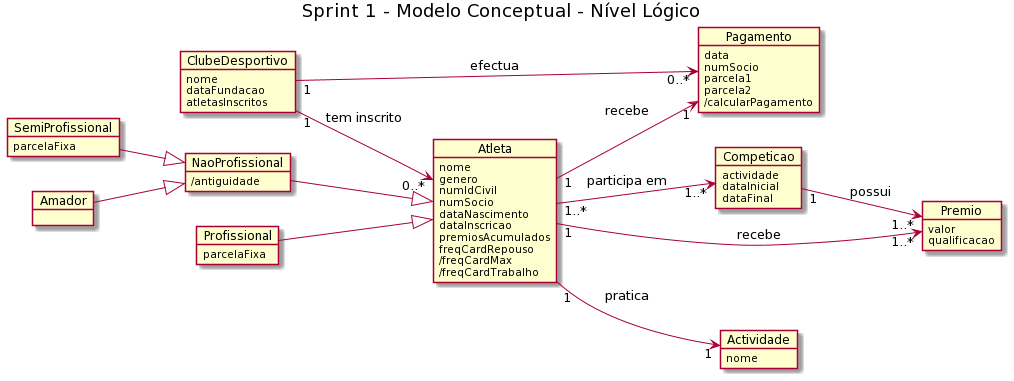 Sprint 1 - Modelo Conceptual - Nível Lógico
ClubeDesportivo
nome
dataFundacao
atletasInscritos
efectua
1
0..*
Pagamento
data
numSocio
parcela1
parcela2
/calcularPagamento
tem inscrito
1
0..*
SemiProfissional
parcelaFixa
Amador
NaoProfissional
/antiguidade
Profissional
parcelaFixa
Atleta
nome
genero
numIdCivil
numSocio
dataNascimento
dataInscricao
premiosAcumulados
freqCardRepouso
/freqCardMax
/freqCardTrabalho
recebe
1
1
participa em
1..*
1..*
Competicao
actividade
dataInicial
dataFinal
possui
1
1..*
recebe
1
1..*
Premio
valor
qualificacao
pratica
1
1
Actividade
nome